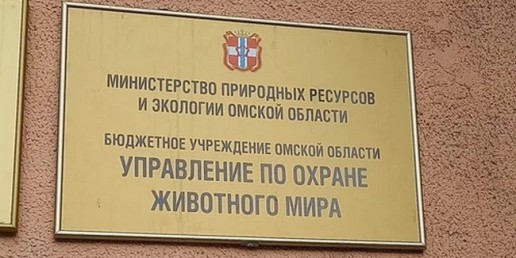 МИНИСТЕРСТВО ПРИРОДНЫХ РЕСУРСОВ
И ЭКОЛОГИИ ОМСКОЙ ОБЛАСТИ
БЮДЖЕТНОЕ УЧРЕЖДЕНИЕ ОМСКОЙ ОБЛАСТИ
УПРАВЛЕНИЕ ПО ОХРАНЕ
ЖИВОТНОГО МИРА